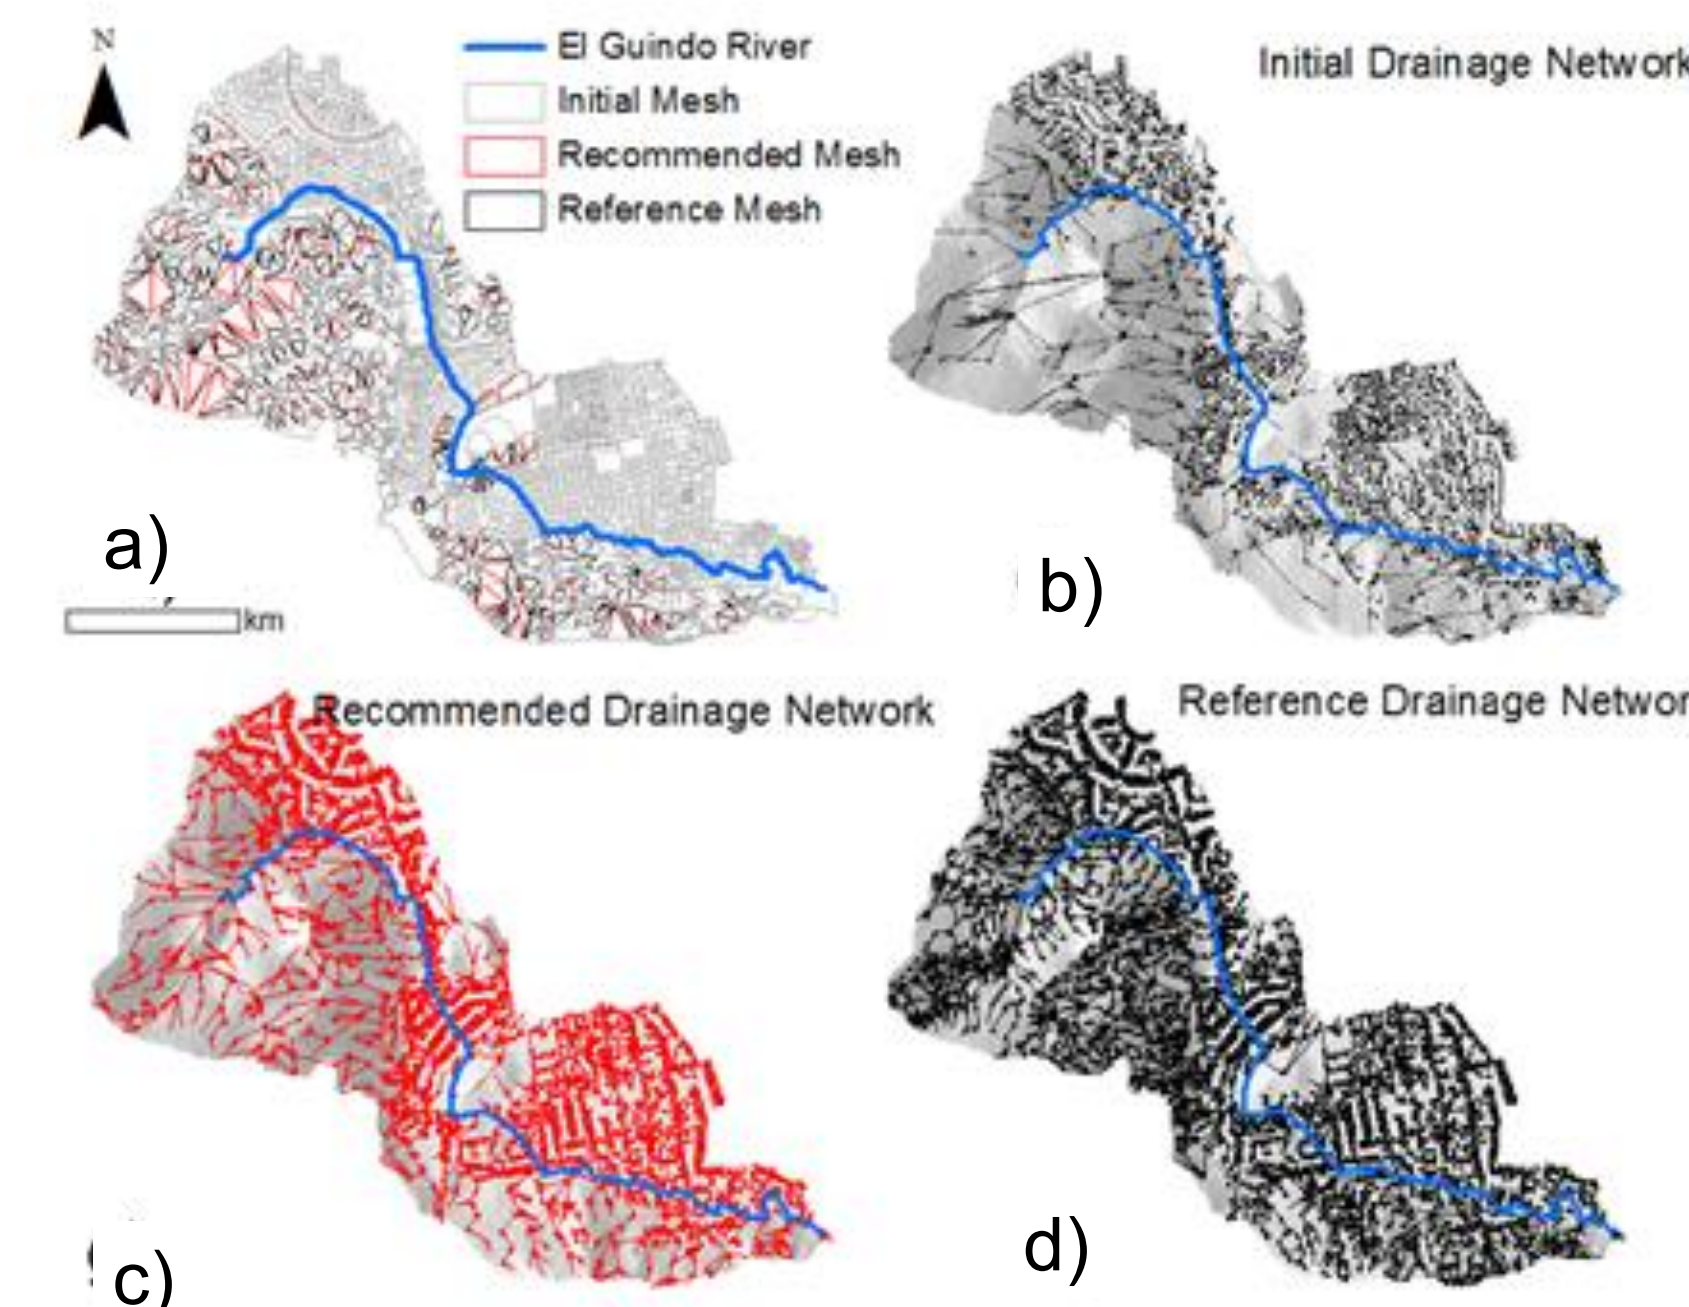 N
El Guindo River
Initial Mesh
Recommended Mesh
Reference Mesh
a)
km
Initial Drainage Network
b)
Recommended Drainage Network
c)
Reference Drainage Networ
d)